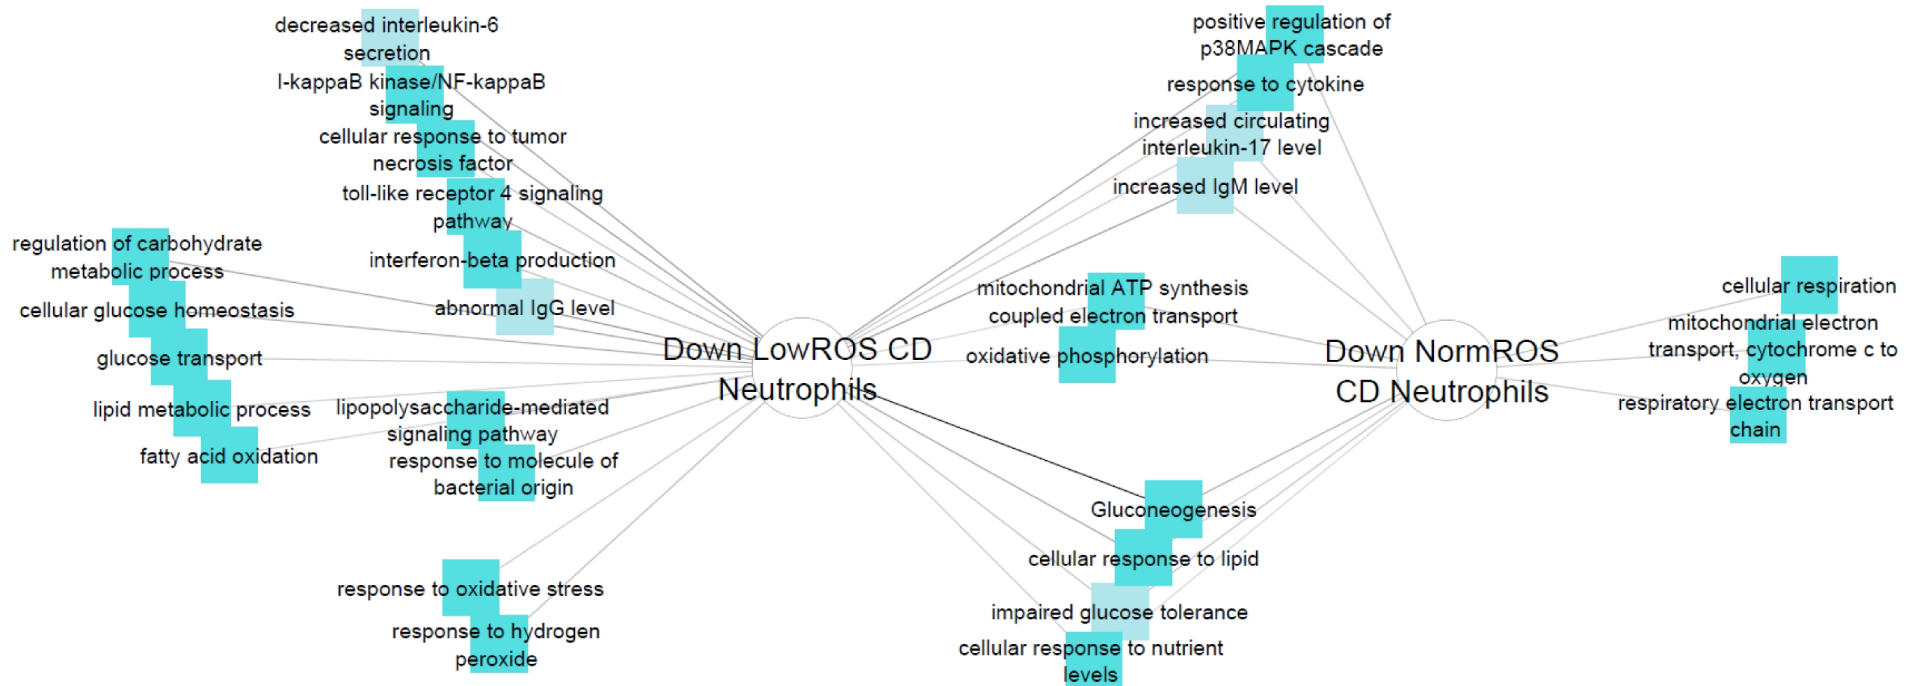 decreased interleukin-6
secretion
I-kappaB kinase/NF-kappaB
signaling
cellular response to tumor
necrosis factor
toll-like receptor 4 signaling
pathway
interferon-beta production
abnormal IgG level
regulation of carbohydrate
metabolic process
cellular glucose homeostasis
glucose transport
lipid metabolic process
fatty acid oxidation
lipopolysaccharide-mediated
signaling pathway
response to molecule of
bacterial origin
response to oxidative stress
response to hydrogen
peroxide
Down LowROS CD
Neutrophils
positive regulation of
p38MAPK cascade
response to cytokine
increased circulating
interleukin-17 level
increased IgM level
mitochondrial ATP synthesis
coupled electron transport
oxidative phosphorylation
Gluconeogenesis
cellular response to lipid
impaired glucose tolerance
cellular response to nutrient
levels
Down NormROS
CD Neutrophils
cellular respiration
mitochondrial electron
transport, cytochrome c to
oxygen
respiratory electron transport
chain